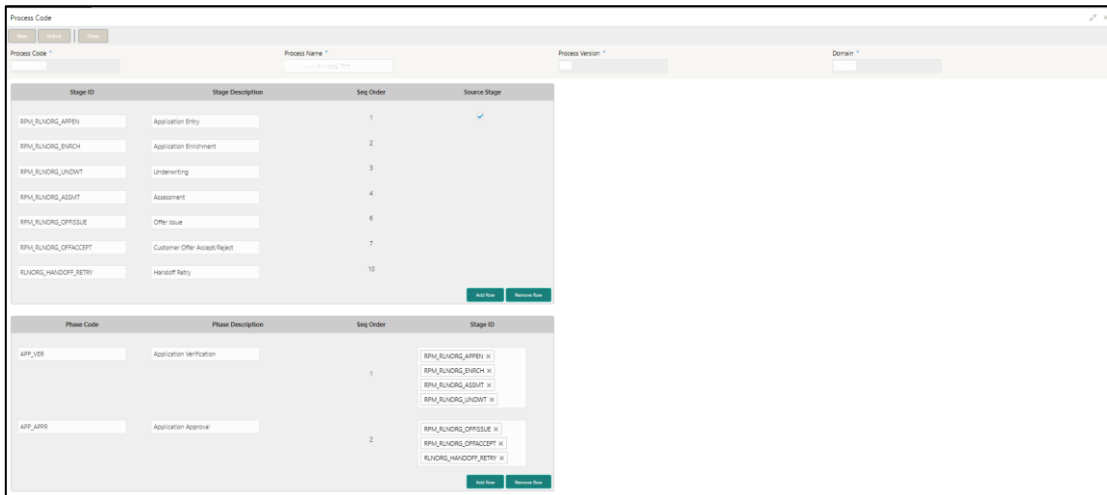 Process Code
New Unlock Close
Process Code * Process Name * Process Version * Domain *
Stage ID Stage Description Seq Order Source Stage
RPM_RLNORG_APPEN Application Entry 1
RPM_RLNORG_ENRCH Application Enrichment 2
RPM_RLNORG_UNDWT Underwriting 3
RPM_RLNORG_ASSMT Assessment 4
RPM_RLNORG_OFFISSUE Offer Issue 6
RPM_RLNORG_OFFACCEPT Customer Offer Accept/Reject 7
RLNORG_HANDOFF_RETRY Handoff Retry 10
Add Row Remove Row
Phase Code Phase Description Seq Order Stage ID
APP_VER Application Verification 1
RPM_RLNORG_APPEN
RPM_RLNORG_ENRCH
RPM_RLNORG_ASSMT
RPM_RLNORG_UNDWT
APP_APPR Application Approval 2
RPM_RLNORG_OFFISSUE
RPM_RLNORG_OFFACCEPT
RLNORG_HANDOFF_RETRY
Add Row Remove Row